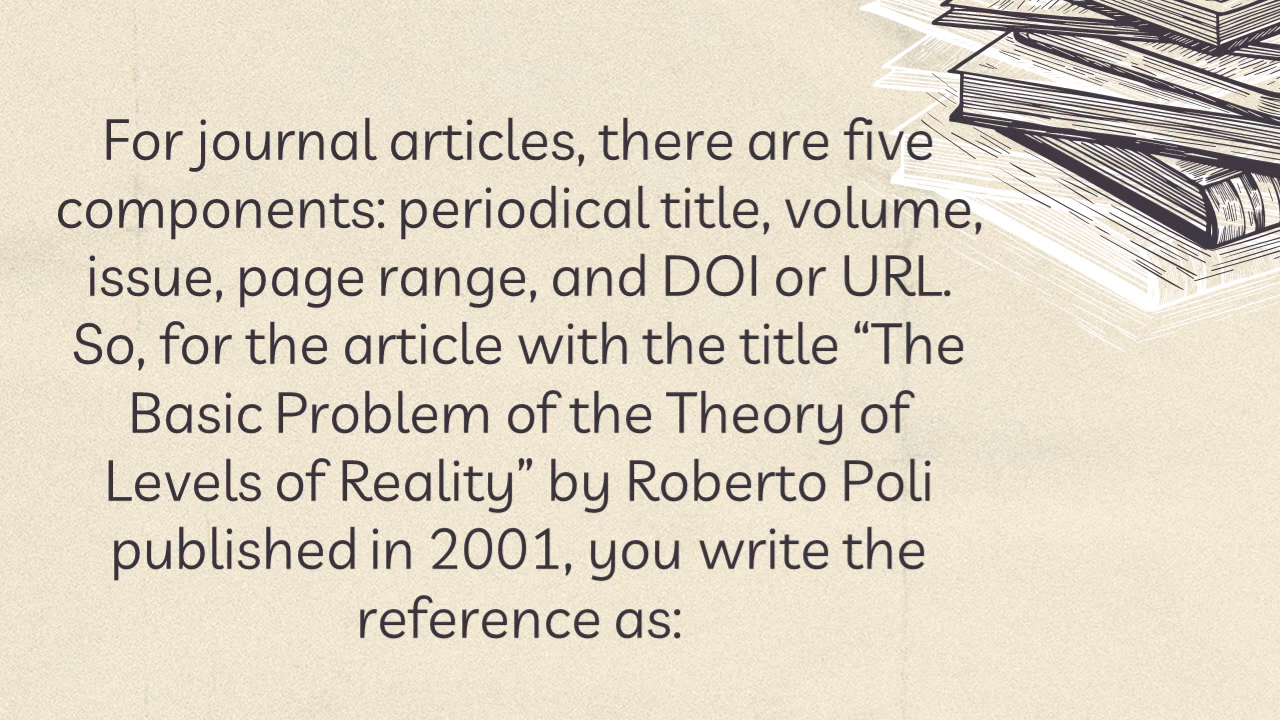 For journal articles, there are five
components: periodical title, volume,
issue, page range, and DOI or URL.
So, for the article with the title “The
Basic Problem of the Theory of
Levels of Reality” by Roberto Poli
published in 2001, you write the
reference as: